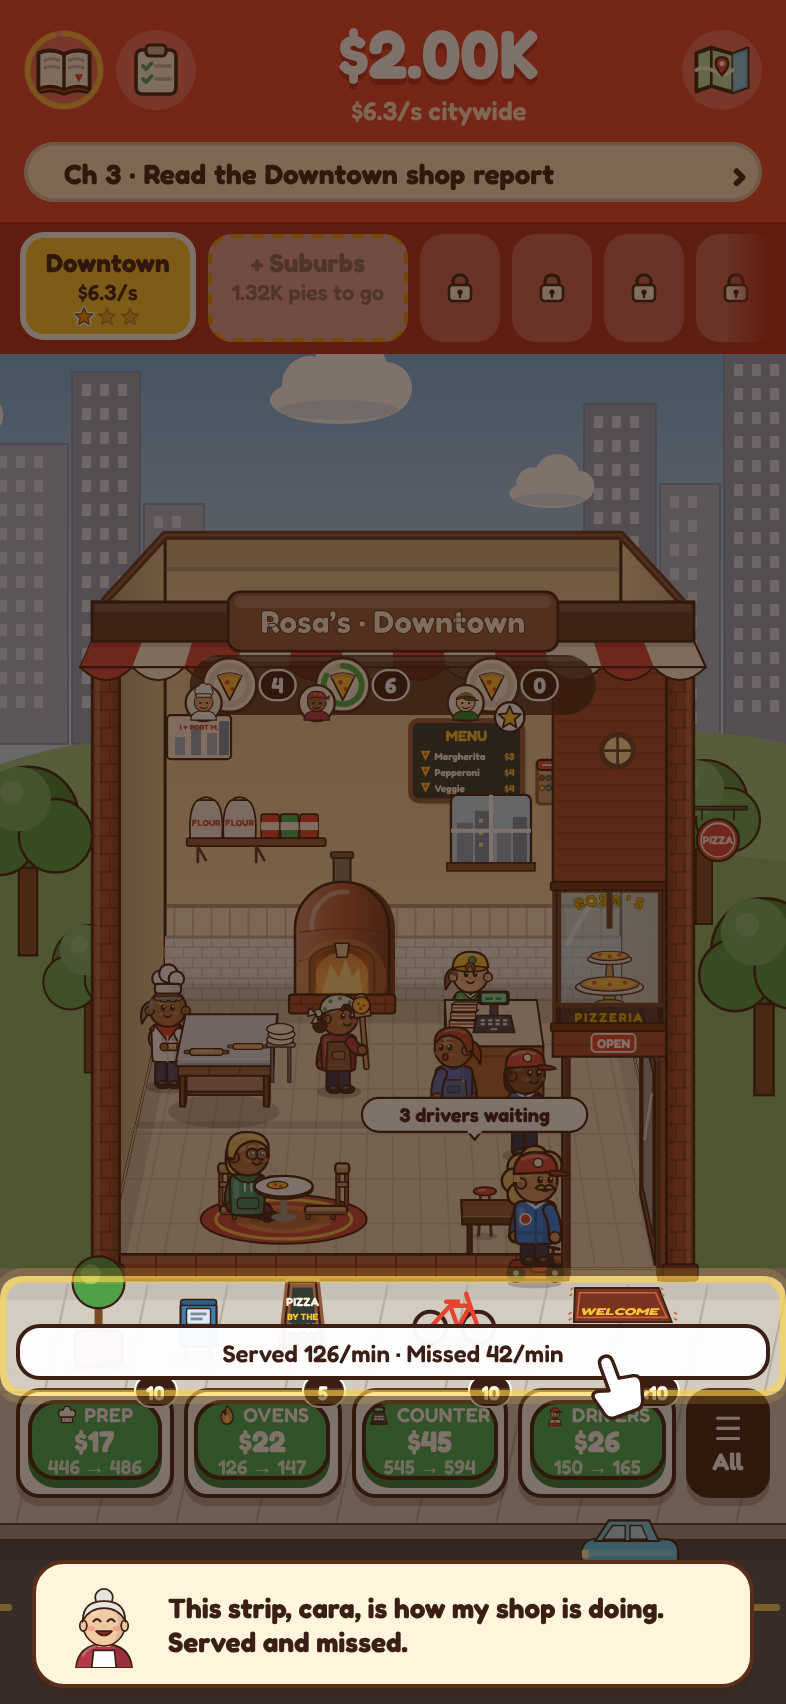 $2.00K
$6.3/s citywide
Ch 3 · Read the Downtown shop report
Downtown
$6.3/s
+ Suburbs
1.32K pies to go
Rosa's · Downtown
4
6
0
MENU
Margherita $3
Pepperoni $4
Veggie $4
FLOUR
FLOUR
PIZZA
ROSA'S
PIZZERIA
OPEN
3 drivers waiting
PIZZA
BY THE
WELCOME
Served 126/min · Missed 42/min
10
5
10
PREP
$17
446 → 486
OVENS
$22
126 → 147
COUNTER
$45
545 → 594
DRIVERS
$26
150 → 165
All
This strip, cara, is how my shop is doing.
Served and missed.